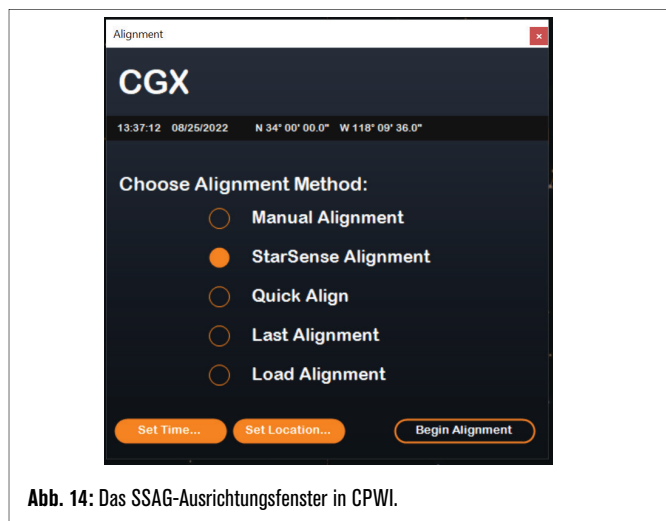 Alignment
×
CGX
13:37:12 08/25/2022 N 34° 00' 00.0" W 118° 09' 36.0"
Choose Alignment Method:
Manual Alignment
StarSense Alignment
Quick Align
Last Alignment
Load Alignment
Set Time... Set Location... Begin Alignment
Abb. 14: Das SSAG-Ausrichtungsfenster in CPWI.